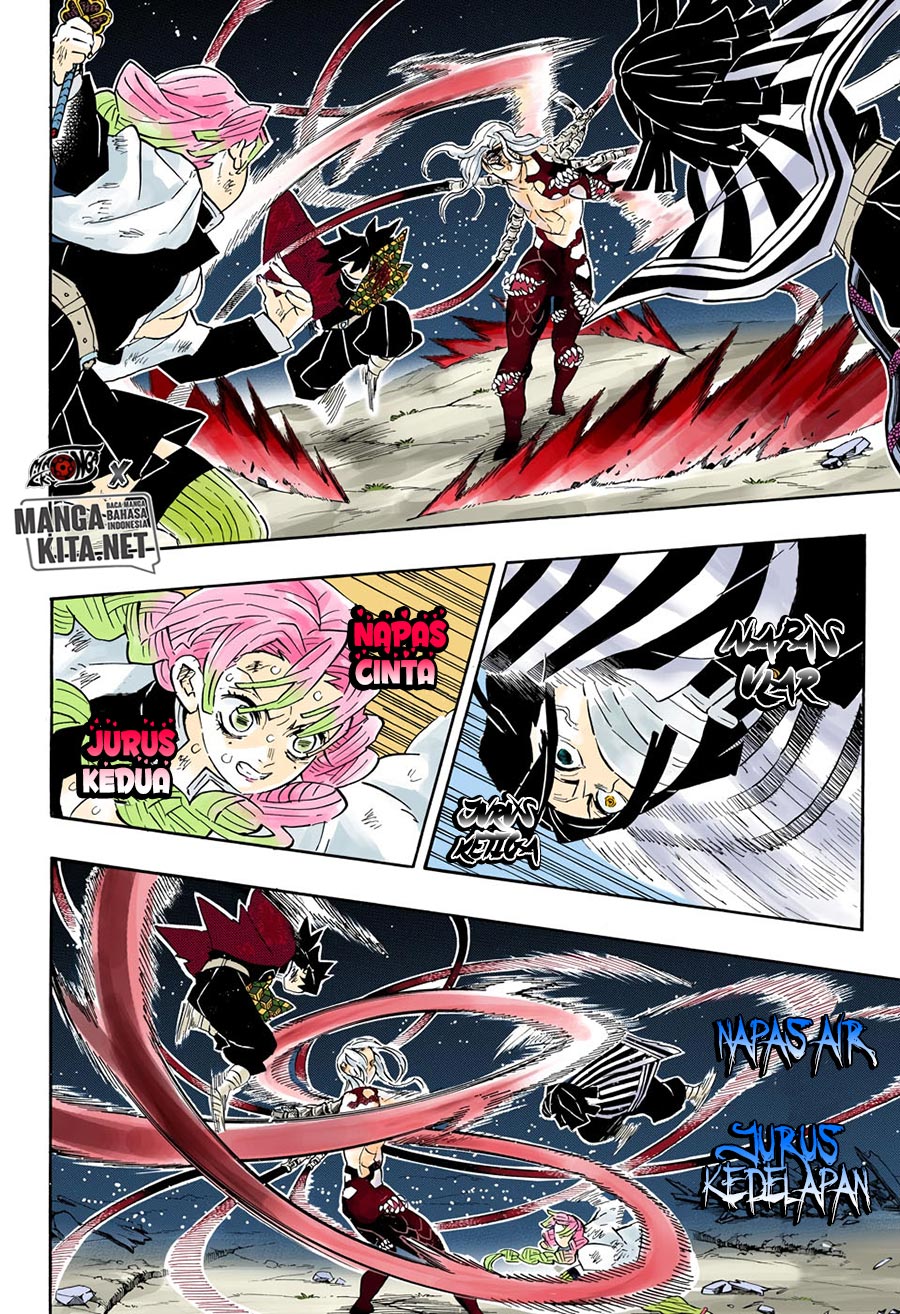 MANGA
BACA MANGA
BAHASA
INDONESIA
KITA.NET
X
NAPAS
CINTA
JURUS
KEDUA
NAPAS
ULAR
JURUS
KETIGA
NAPAS AIR
JURUS
KEDELAPAN